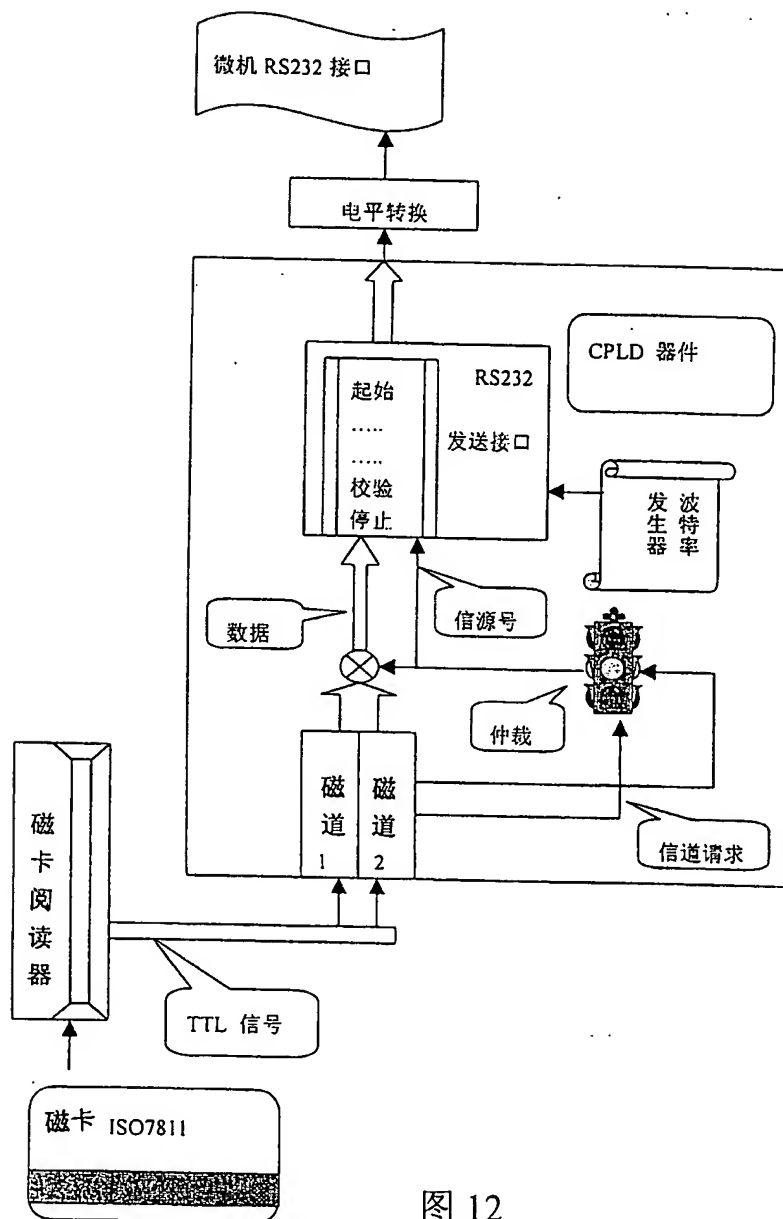 微机 RS232 接口
电平转换
CPLD 器件
RS232
发送接口
起始
.....
.....
校验
停止
波特率
发生器
数据
信源号
仲裁
磁道
1
磁道
2
信道请求
磁卡阅读器
TTL 信号
磁卡 ISO7811
图 12